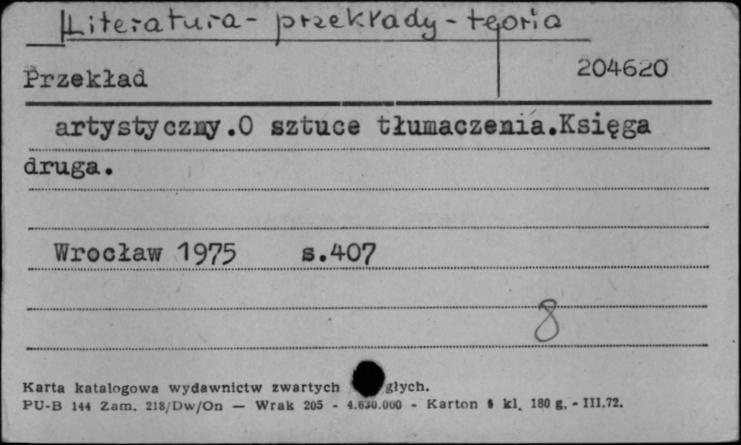 Literatura - przekłady - teoria
Przekład 204620
artystyczny.O sztuce tłumaczenia.Księga
druga.
Wrocław 1975 s.407
8
Karta katalogowa wydawnictw zwartych głych.
PU-B 144 Zam. 218/Dw/On — Wrak 205 - 4.630.000 - Karton kl. 180 g. - III.72.